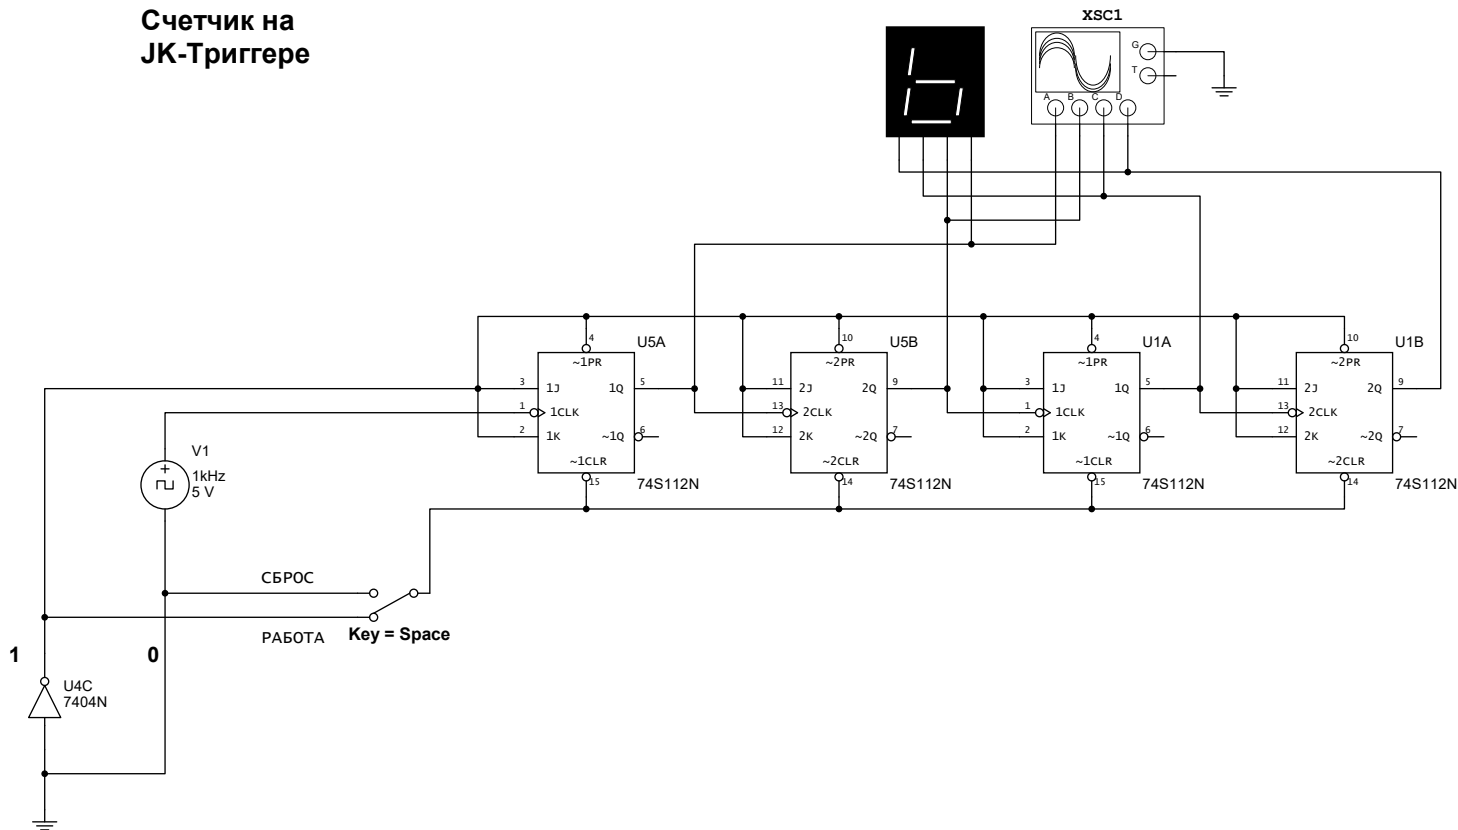 Счетчик на
JK-Триггере
XSC1
G
T
A B C D
b
U5A
4
~1PR
3 1J 1Q 5
1 1CLK
2 1K ~1Q 6
~1CLR
15
74S112N
U5B
10
~2PR
11 2J 2Q 9
13 2CLK
12 2K ~2Q 7
~2CLR
14
74S112N
U1A
4
~1PR
3 1J 1Q 5
1 1CLK
2 1K ~1Q 6
~1CLR
15
74S112N
U1B
10
~2PR
11 2J 2Q 9
13 2CLK
12 2K ~2Q 7
~2CLR
14
74S112N
V1
1kHz
5 V
СБРОС
РАБОТА
Key = Space
1
0
U4C
7404N